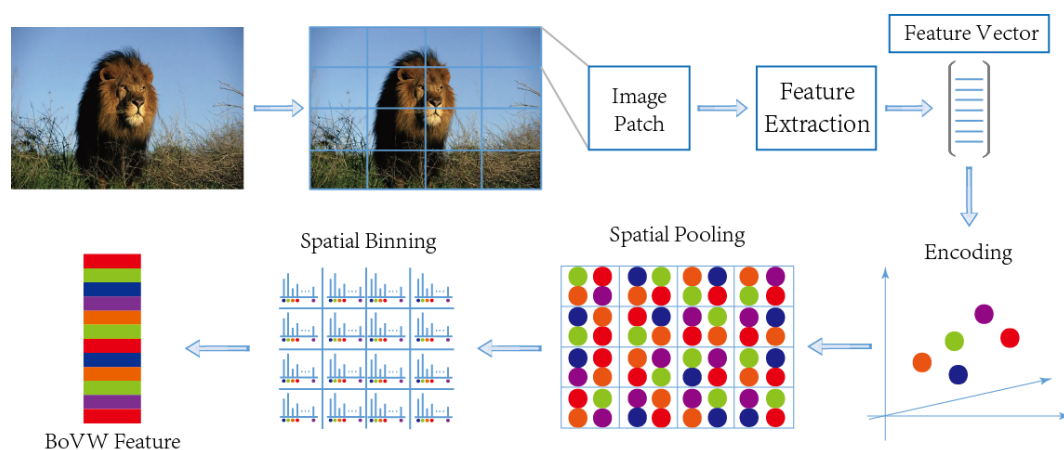 Feature Vector
Image
Patch
Feature
Extraction
Encoding
Spatial Pooling
Spatial Binning
BoVW Feature